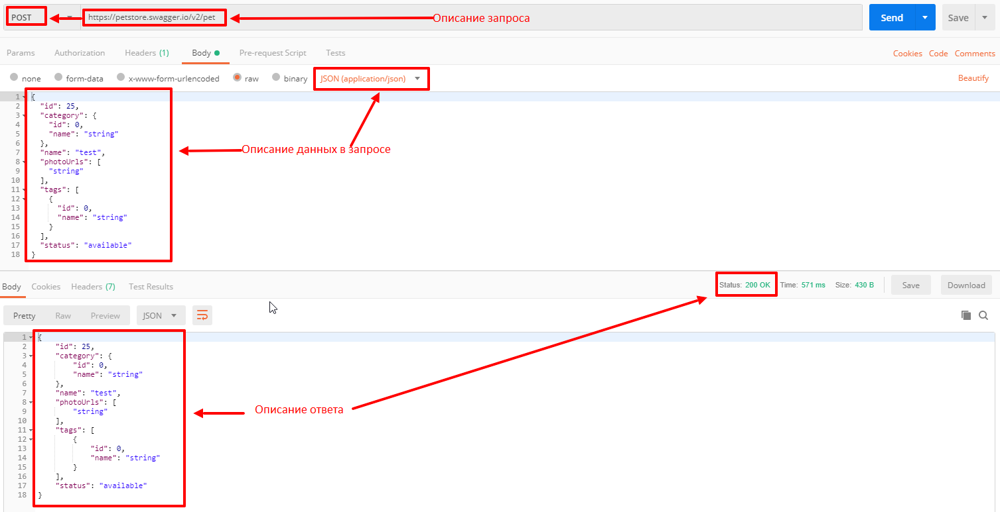 POST https://petstore.swagger.io/v2/pet Описание запроса Send Save
Params Authorization Headers (1) Body Pre-request Script Tests Cookies Code Comments
none form-data x-www-form-urlencoded raw binary JSON (application/json) Beautify
1 {
2 "id": 25,
3 "category": {
4 "id": 0,
5 "name": "string"
6 },
7 "name": "test",
8 "photoUrls": [
9 "string"
10 ],
11 "tags": [
12 {
13 "id": 0,
14 "name": "string"
15 }
16 ],
17 "status": "available"
18 }
Описание данных в запросе
Body Cookies Headers (7) Test Results Status: 200 OK Time: 571 ms Size: 430 B Save Download
Pretty Raw Preview JSON
1 {
2 "id": 25,
3 "category": {
4 "id": 0,
5 "name": "string"
6 },
7 "name": "test",
8 "photoUrls": [
9 "string"
10 ],
11 "tags": [
12 {
13 "id": 0,
14 "name": "string"
15 }
16 ],
17 "status": "available"
18 }
Описание ответа